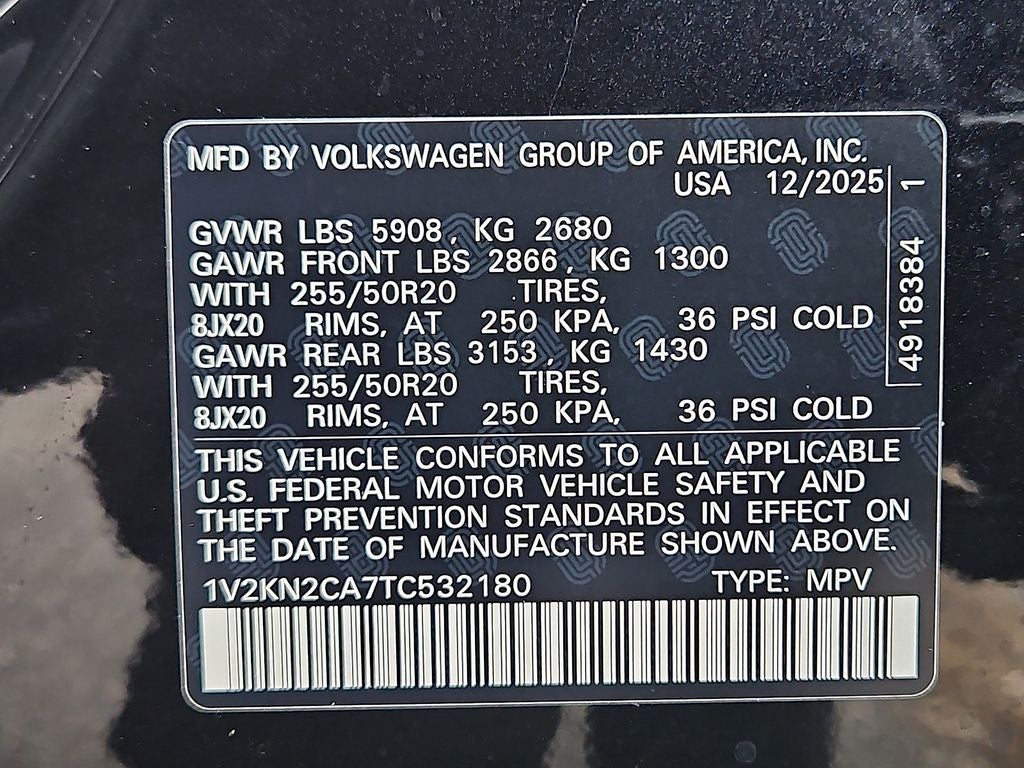 MFD BY VOLKSWAGEN GROUP OF AMERICA, INC.
USA 12/2025
GVWR LBS 5908, KG 2680
GAWR FRONT LBS 2866, KG 1300
WITH 255/50R20 TIRES,
8JX20 RIMS, AT 250 KPA, 36 PSI COLD
GAWR REAR LBS 3153, KG 1430
WITH 255/50R20 TIRES,
8JX20 RIMS, AT 250 KPA, 36 PSI COLD
4918384 1
THIS VEHICLE CONFORMS TO ALL APPLICABLE
U.S. FEDERAL MOTOR VEHICLE SAFETY AND
THEFT PREVENTION STANDARDS IN EFFECT ON
THE DATE OF MANUFACTURE SHOWN ABOVE.
1V2KN2CA7TC532180 TYPE: MPV